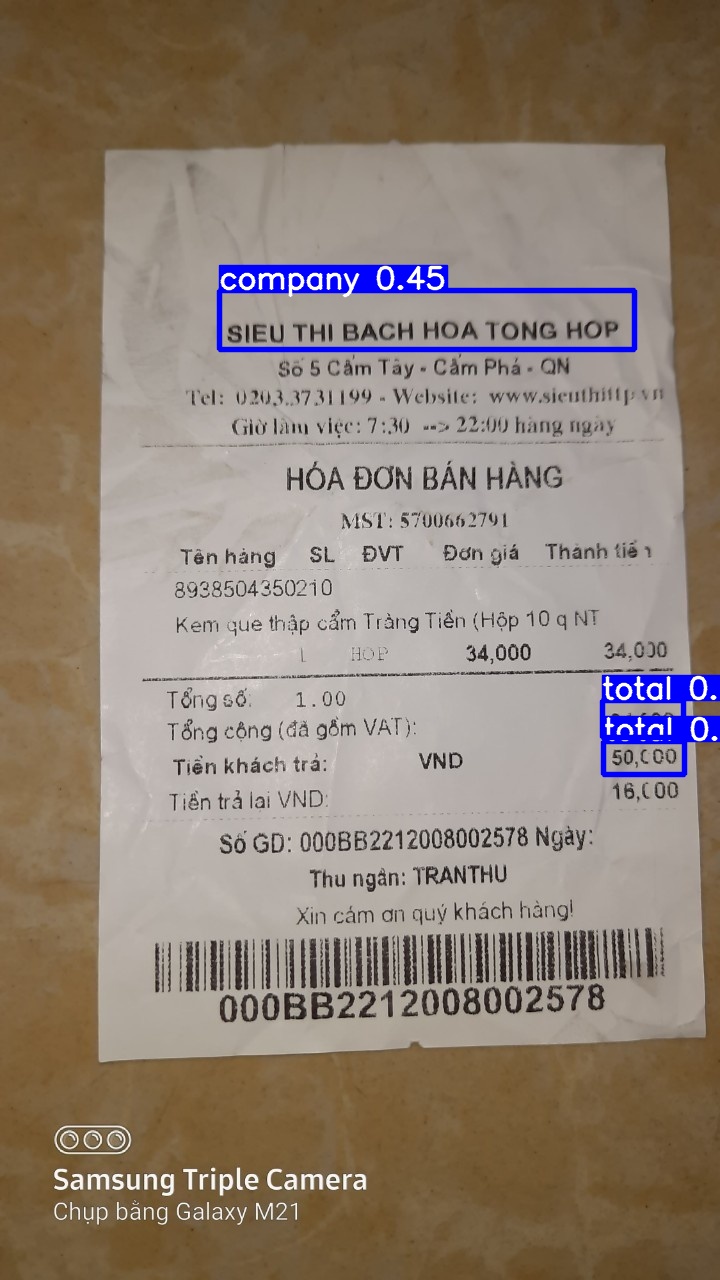 company 0.45
SIEU THI BACH HOA TONG HOP
Số 5 Cẩm Tây - Cẩm Phả - QN
Tel: 0203.3731199 - Website: www.sieuthittp.vn
Giờ làm việc: 7:30 --> 22:00 hàng ngày
HÓA ĐƠN BÁN HÀNG
MST: 5700662791
Tên hàng SL ĐVT Đơn giá Thành tiền
8938504350210
Kem que thập cẩm Tràng Tiền (Hộp 10 q NT
1 HOP 34,000 34,000
total 0.
Tổng số: 1.00
total 0.
Tổng cộng (đã gồm VAT):
Tiền khách trả: VND 50,000
Tiền trả lại VND: 16,000
Số GD: 000BB2212008002578 Ngày:
Thu ngân: TRANTHU
Xin cám ơn quý khách hàng!
000BB2212008002578
Samsung Triple Camera
Chụp bằng Galaxy M21